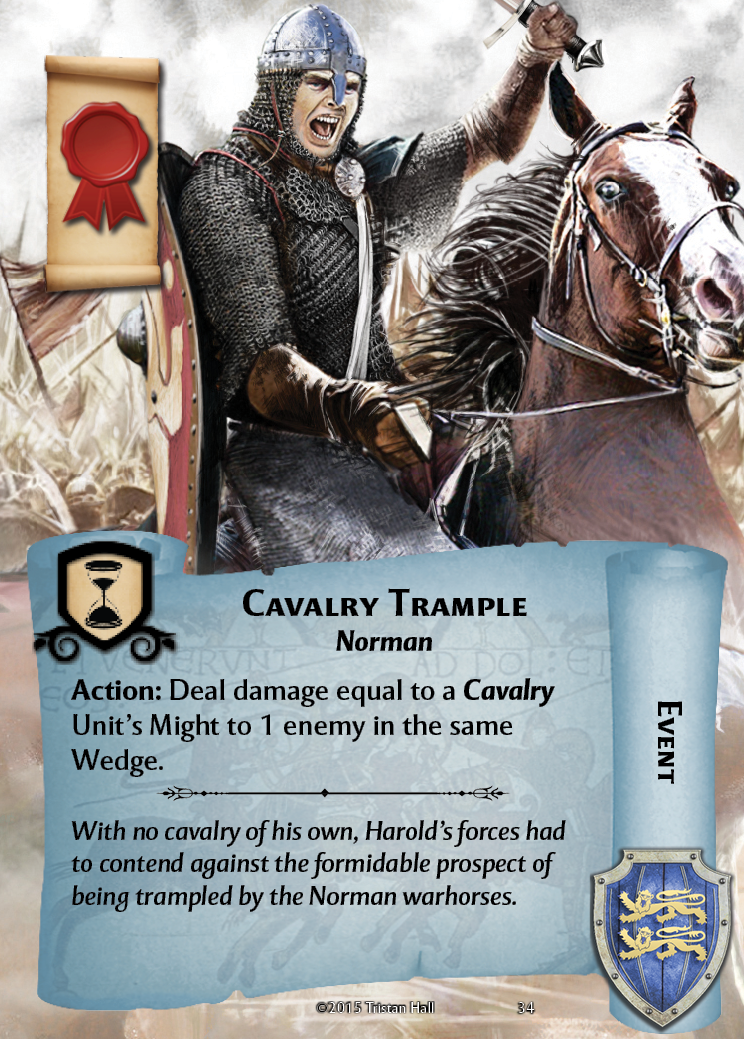 Cavalry Trample
Norman
Action: Deal damage equal to a Cavalry
Unit's Might to 1 enemy in the same
Wedge.
With no cavalry of his own, Harold's forces had
to contend against the formidable prospect of
being trampled by the Norman warhorses.
Event
©2015 Tristan Hall
34